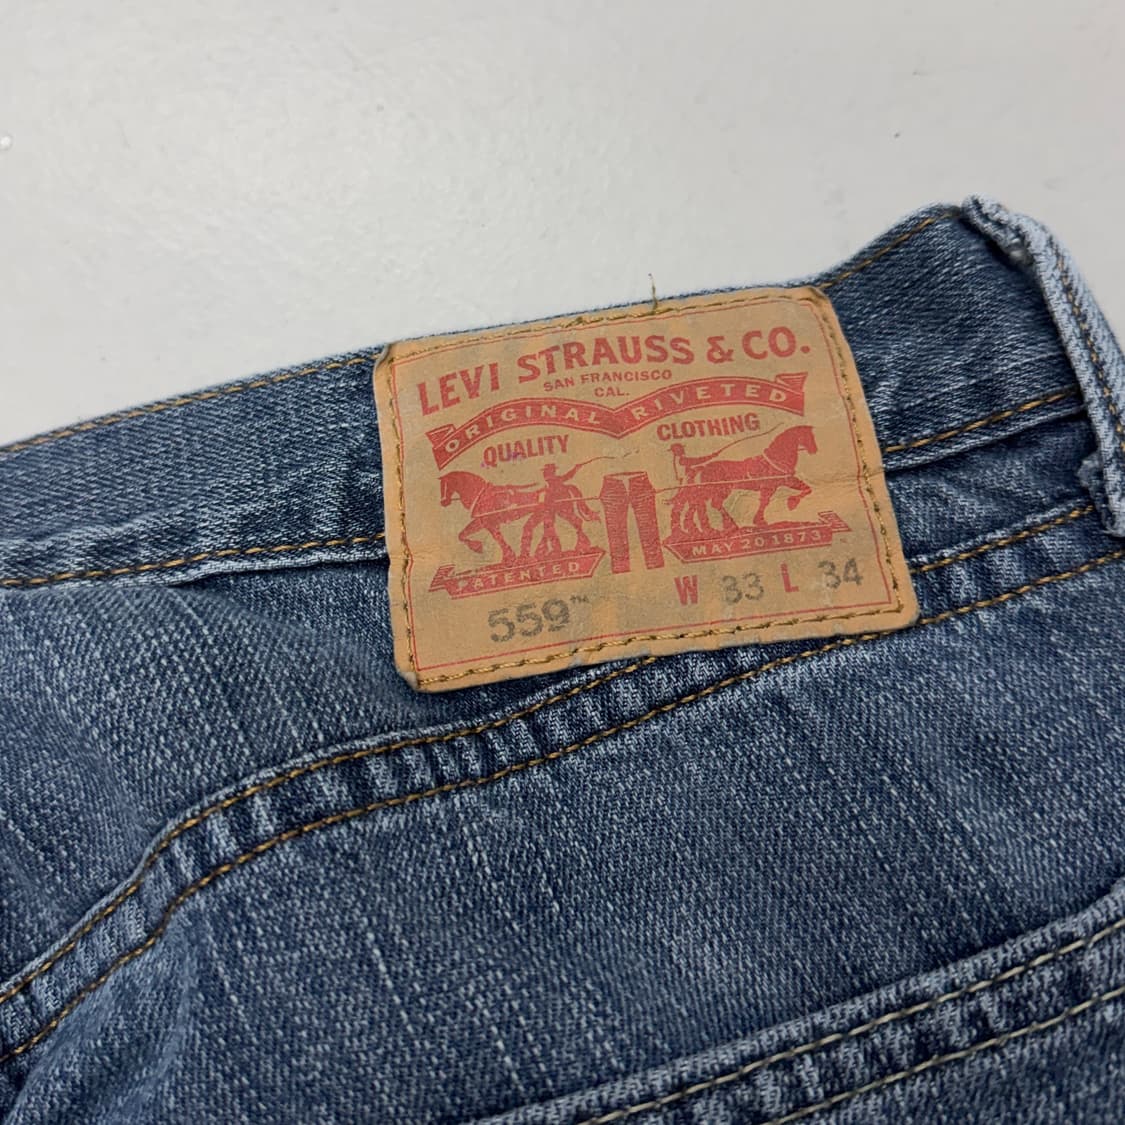 LEVI STRAUSS & CO.
SAN FRANCISCO
CAL.
ORIGINAL RIVETED
QUALITY CLOTHING
PATENTED MAY 20 1873
559™ W 33 L 34